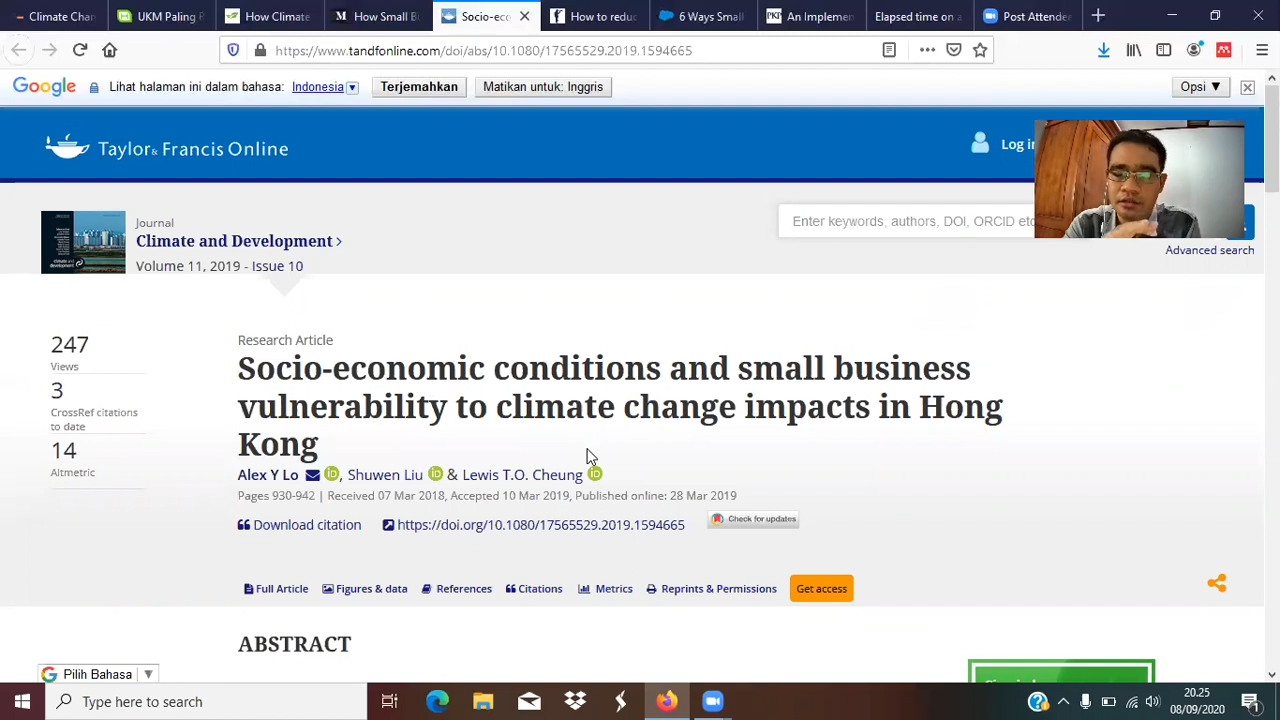 Climate Chan
UKM Paling P
How Climate
How Small Bu
Socio-ec
How to reduc
6 Ways Small
PKP
An Implemen
Elapsed time on a
Post Attende
https://www.tandfonline.com/doi/abs/10.1080/17565529.2019.1594665
Google
Lihat halaman ini dalam bahasa: Indonesia
Terjemahkan
Matikan untuk: Inggris
Opsi ▼
Taylor & Francis Online
Log in
Journal
Climate and Development
Volume 11, 2019 - Issue 10
Enter keywords, authors, DOI, ORCID etc
Advanced search
247
Views
3
CrossRef citations
to date
14
Altmetric
Research Article
Socio-economic conditions and small business
vulnerability to climate change impacts in Hong
Kong
Alex Y Lo, Shuwen Liu & Lewis T.O. Cheung
Pages 930-942 | Received 07 Mar 2018, Accepted 10 Mar 2019, Published online: 28 Mar 2019
Download citation
https://doi.org/10.1080/17565529.2019.1594665
Check for updates
Full Article
Figures & data
References
Citations
Metrics
Reprints & Permissions
Get access
ABSTRACT
Pilih Bahasa
Type here to search
20.25
08/09/2020